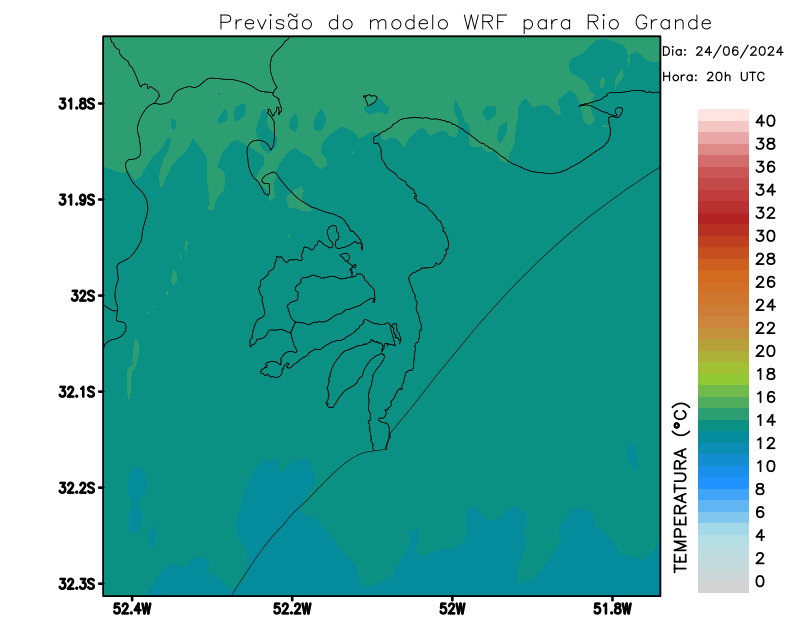 Previsão do modelo WRF para Rio Grande
Dia: 24/06/2024
Hora: 20h UTC
31.8S
31.9S
32S
32.1S
32.2S
32.3S
52.4W
52.2W
52W
51.8W
TEMPERATURA (°C)
40
38
36
34
32
30
28
26
24
22
20
18
16
14
12
10
8
6
4
2
0